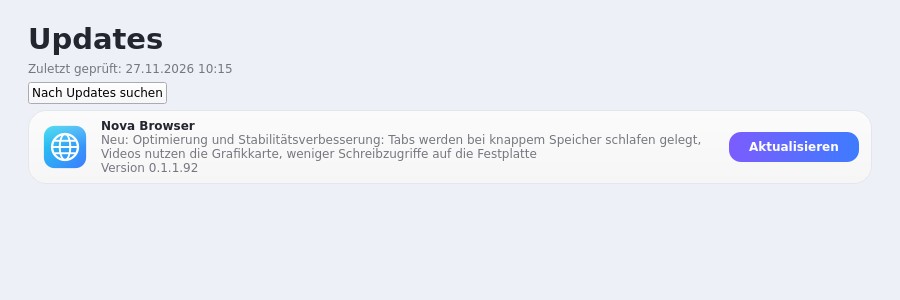 Updates
Zuletzt geprüft: 27.11.2026 10:15
Nach Updates suchen
Nova Browser
Neu: Optimierung und Stabilitätsverbesserung: Tabs werden bei knappem Speicher schlafen gelegt,
Videos nutzen die Grafikkarte, weniger Schreibzugriffe auf die Festplatte
Version 0.1.1.92
Aktualisieren